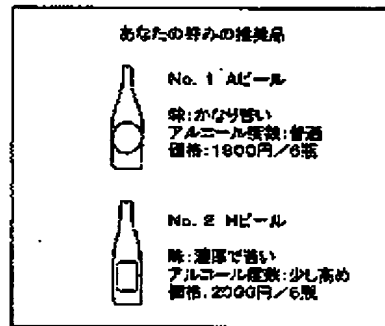 あなたの好みの推奨品
No. 1 Aビール
味:かなり苦い
アルコール度数:普通
価格:1800円/6瓶
No. 2 Hビール
味:濃厚で苦い
アルコール度数:少し高め
価格:2000円/6瓶